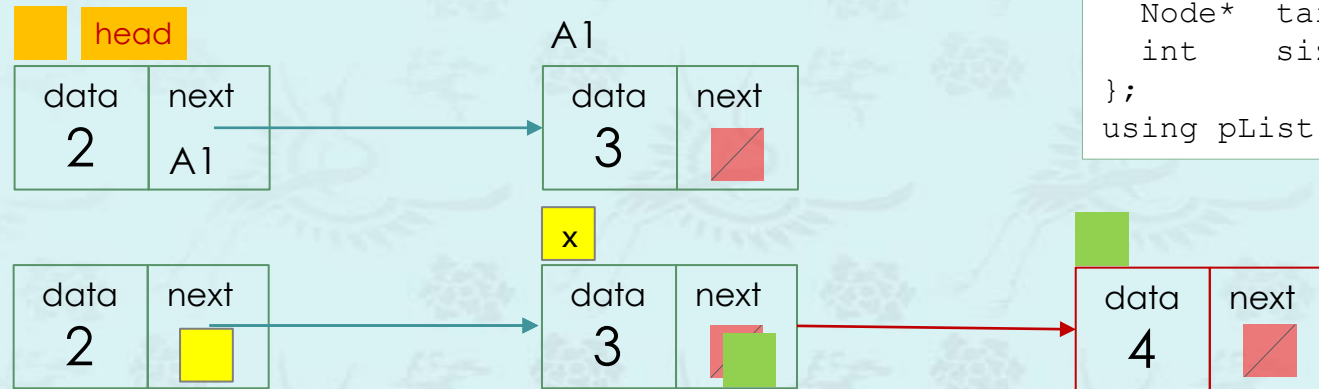 head
A1
data next
2 A1
data next
3
Node*
int
};
using pList
x
data next
2
data next
3
data next
4